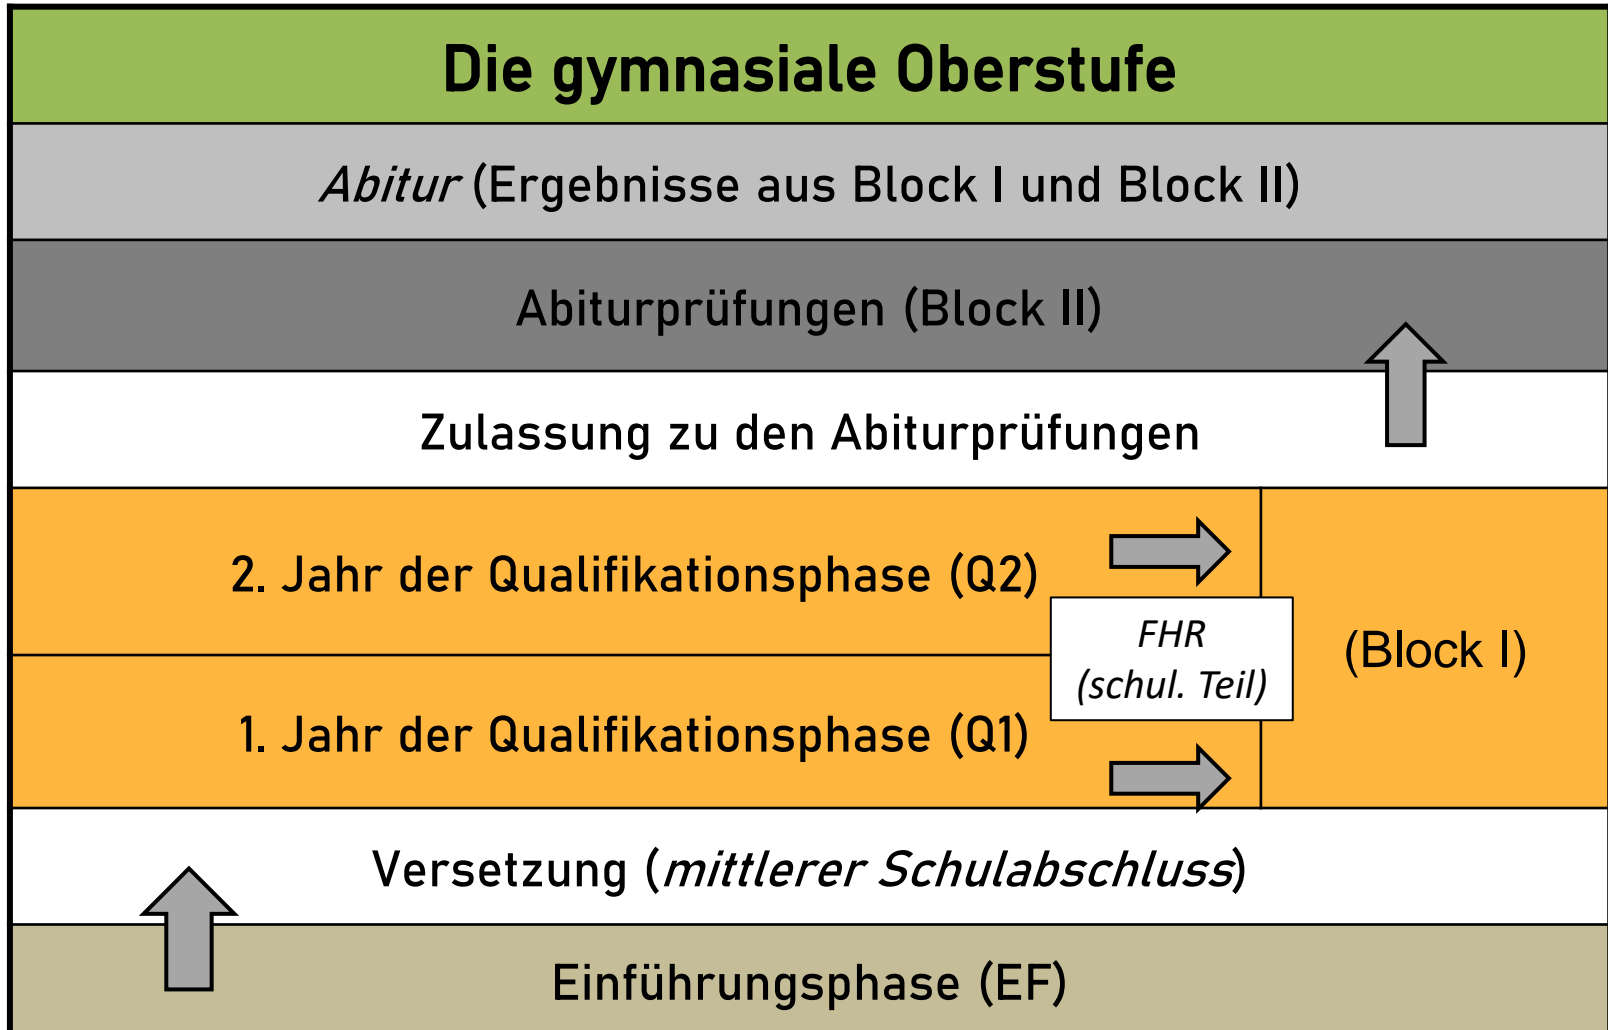 Die gymnasiale Oberstufe
Abitur (Ergebnisse aus Block I und Block II)
Abiturprüfungen (Block II)
Zulassung zu den Abiturprüfungen
2. Jahr der Qualifikationsphase (Q2)
FHR
(schul. Teil)
(Block I)
1. Jahr der Qualifikationsphase (Q1)
Versetzung (mittlerer Schulabschluss)
Einführungsphase (EF)